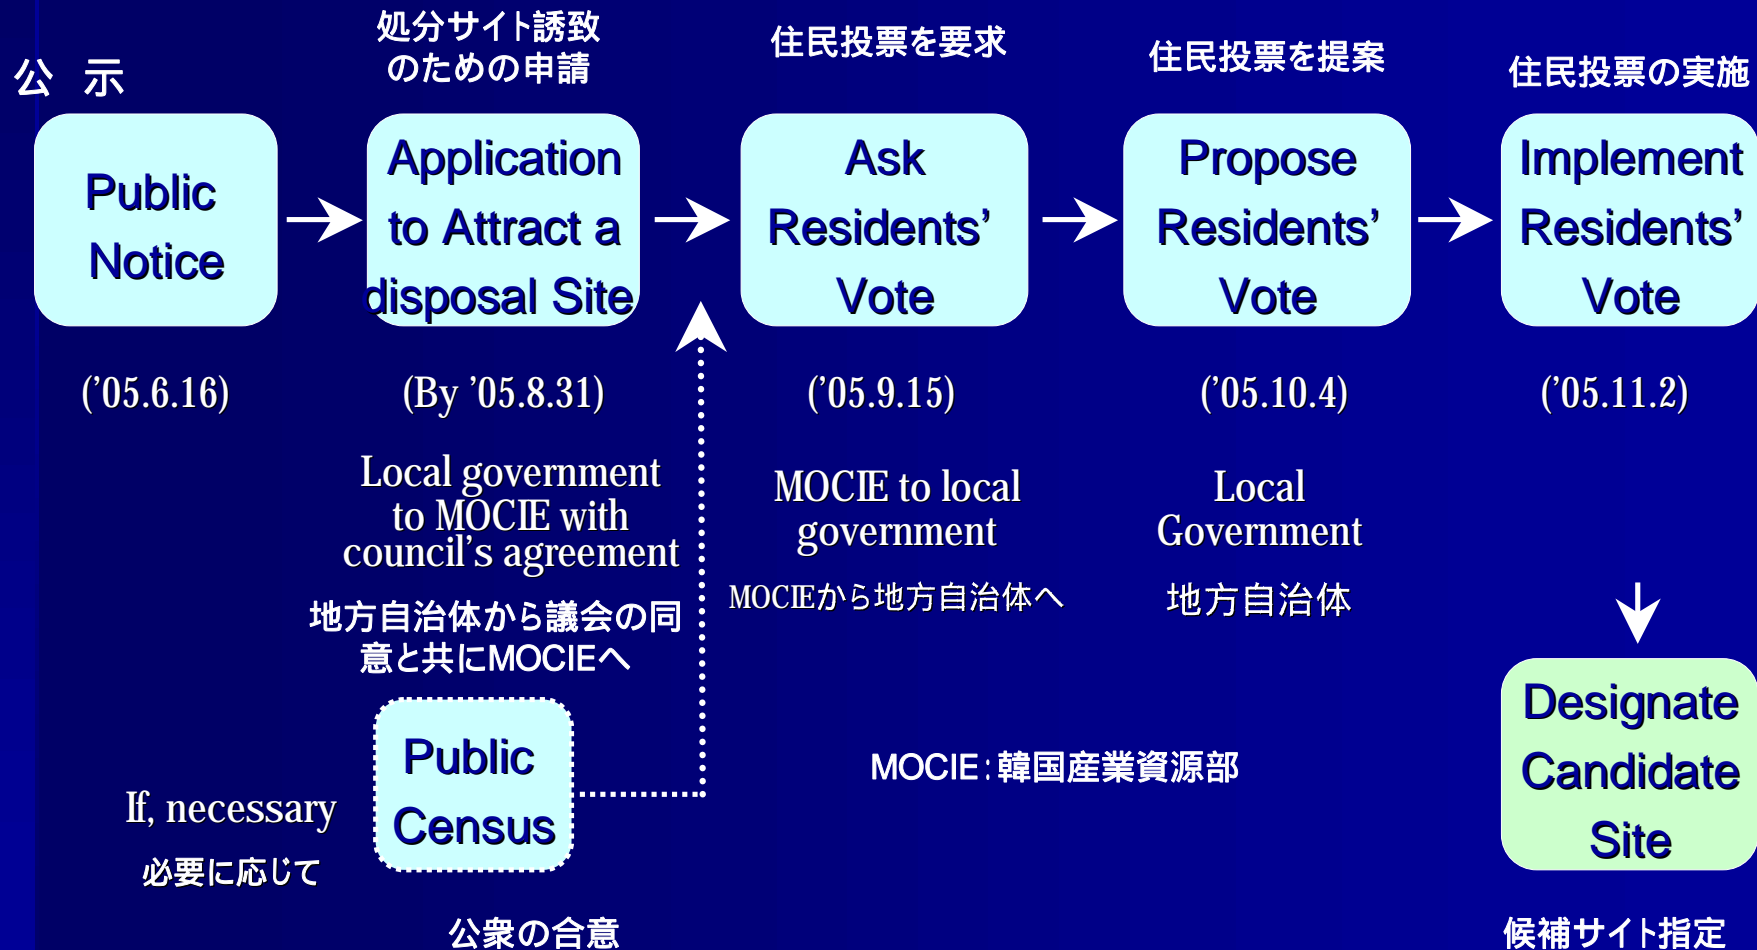 公 示
Public
Notice
('05.6.16)
処分サイト誘致
のための申請
Application
to Attract a
disposal Site
(By '05.8.31)
Local government
to MOCIE with
council's agreement
地方自治体から議会の同
意と共にMOCIEへ
住民投票を要求
Ask
Residents'
Vote
('05.9.15)
MOCIE to local
government
MOCIEから地方自治体へ
住民投票を提案
Propose
Residents'
Vote
('05.10.4)
Local
Government
地方自治体
住民投票の実施
Implement
Residents'
Vote
('05.11.2)
If, necessary
必要に応じて
Public
Census
公衆の合意
MOCIE:韓国産業資源部
Designate
Candidate
Site
候補サイト指定